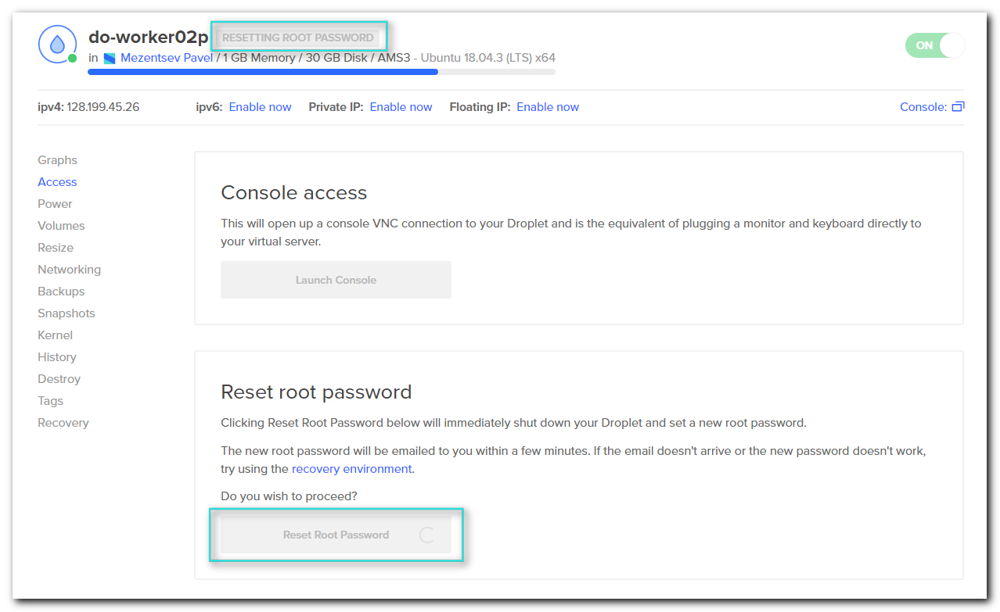 do-worker02p RESETTING ROOT PASSWORD
in Mezentsev Pavel / 1 GB Memory / 30 GB Disk / AMS3 - Ubuntu 18.04.3 (LTS) x64
ON
ipv4: 128.199.45.26 ipv6: Enable now Private IP: Enable now Floating IP: Enable now Console:
Graphs
Access
Power
Volumes
Resize
Networking
Backups
Snapshots
Kernel
History
Destroy
Tags
Recovery
Console access
This will open up a console VNC connection to your Droplet and is the equivalent of plugging a monitor and keyboard directly to
your virtual server.
Launch Console
Reset root password
Clicking Reset Root Password below will immediately shut down your Droplet and set a new root password.
The new root password will be emailed to you within a few minutes. If the email doesn't arrive or the new password doesn't work,
try using the recovery environment.
Do you wish to proceed?
Reset Root Password